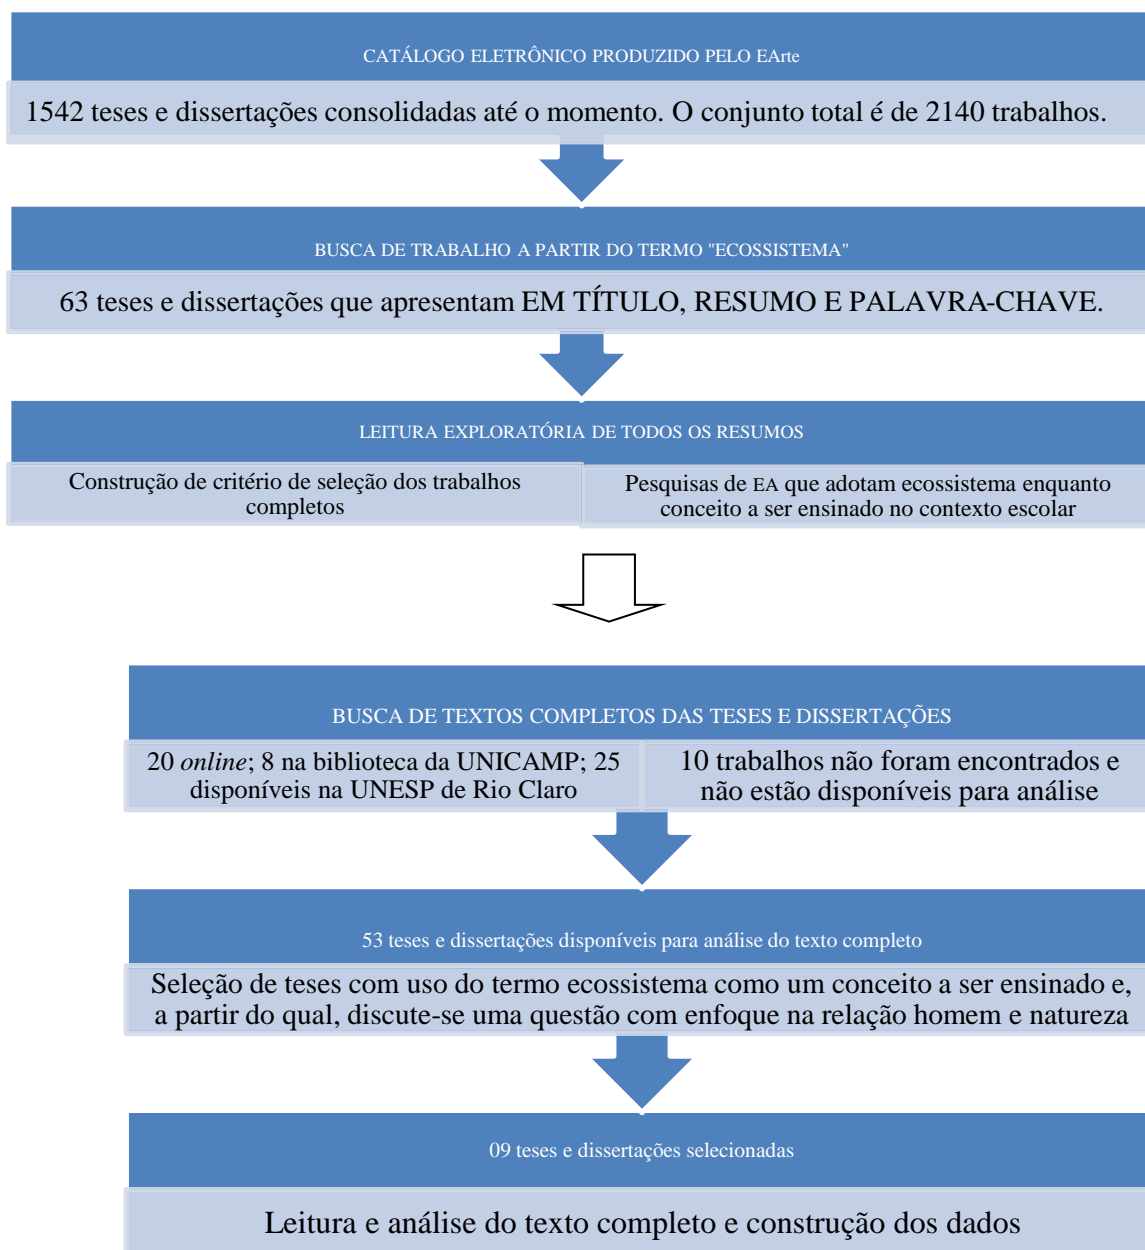 CATÁLOGO ELETRÔNICO PRODUZIDO PELO EArte
1542 teses e dissertações consolidadas até o momento. O conjunto total é de 2140 trabalhos.
BUSCA DE TRABALHO A PARTIR DO TERMO "ECOSSISTEMA"
63 teses e dissertações que apresentam EM TÍTULO, RESUMO E PALAVRA-CHAVE.
LEITURA EXPLORATÓRIA DE TODOS OS RESUMOS
Construção de critério de seleção dos trabalhos
completos
Pesquisas de EA que adotam ecossistema enquanto
conceito a ser ensinado no contexto escolar
BUSCA DE TEXTOS COMPLETOS DAS TESES E DISSERTAÇÕES
20 online; 8 na biblioteca da UNICAMP; 25
disponíveis na UNESP de Rio Claro
10 trabalhos não foram encontrados e
não estão disponíveis para análise
53 teses e dissertações disponíveis para análise do texto completo
Seleção de teses com uso do termo ecossistema como um conceito a ser ensinado e,
a partir do qual, discute-se uma questão com enfoque na relação homem e natureza
09 teses e dissertações selecionadas
Leitura e análise do texto completo e construção dos dados